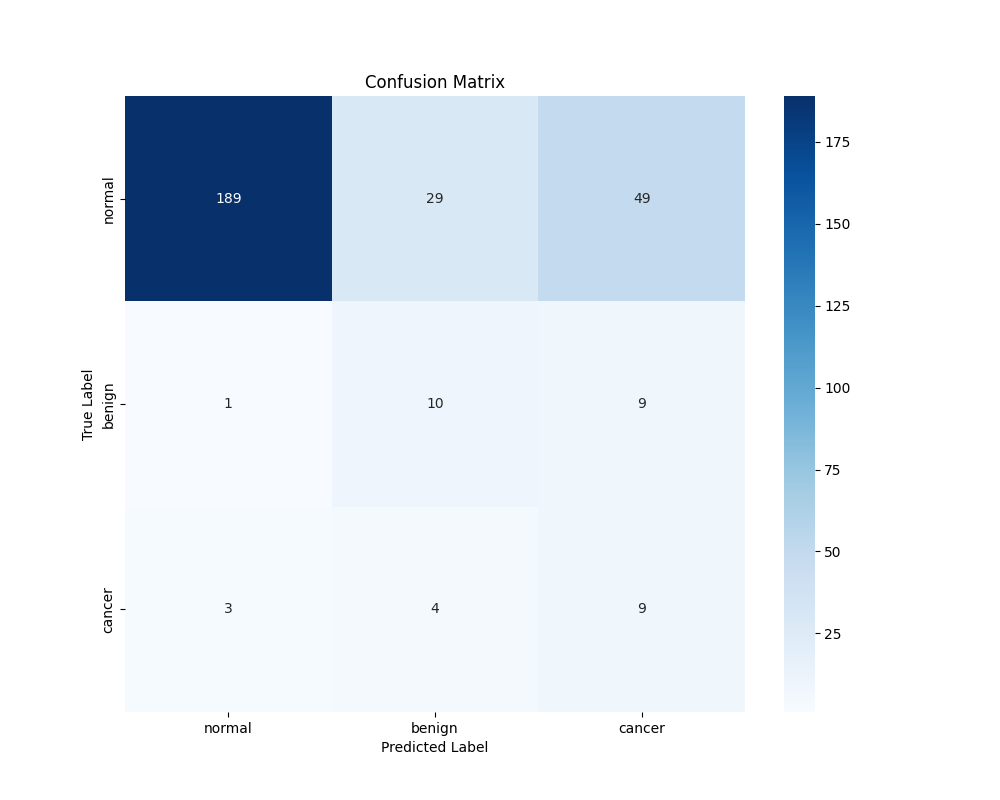 Confusion Matrix
True Label
normal
189
29
49
benign
1
10
9
cancer
3
4
9
normal
benign
cancer
Predicted Label
175
150
125
100
75
50
25